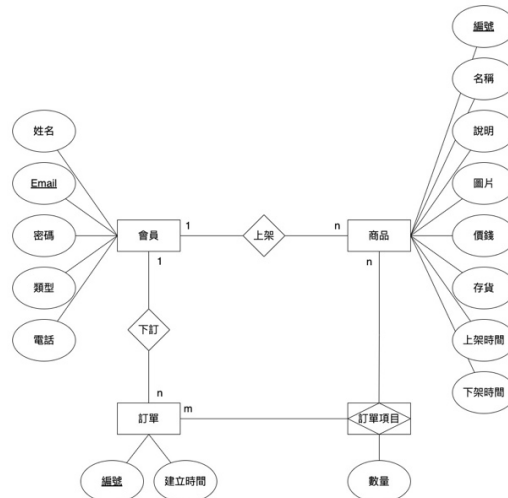 編號
名稱
說明
圖片
價錢
存貨
上架時間
下架時間
姓名
Email
密碼
類型
電話
會員
1
上架
n
商品
1
n
下訂
n
m
訂單
訂單項目
編號
建立時間
數量